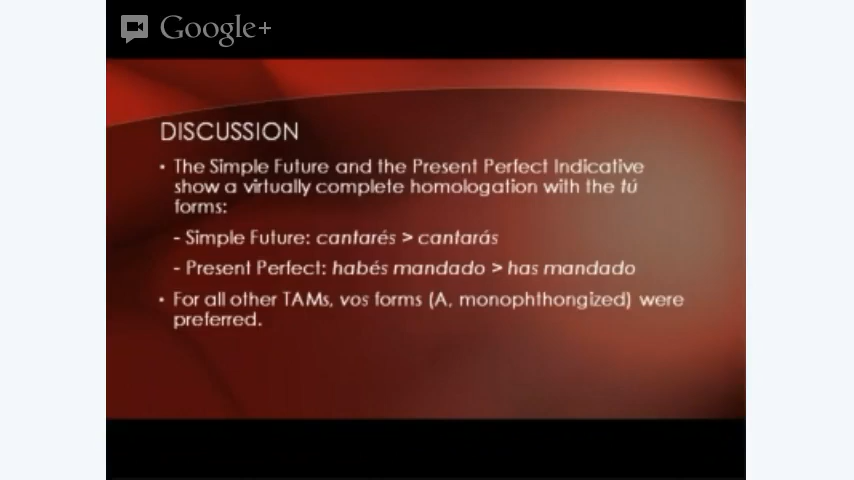 Google+
DISCUSSION
• The Simple Future and the Present Perfect Indicative
show a virtually complete homologation with the tú
forms:
- Simple Future: cantarés > cantarás
- Present Perfect: habés mandado > has mandado
• For all other TAMs, vos forms (A, monophthongized) were
preferred.